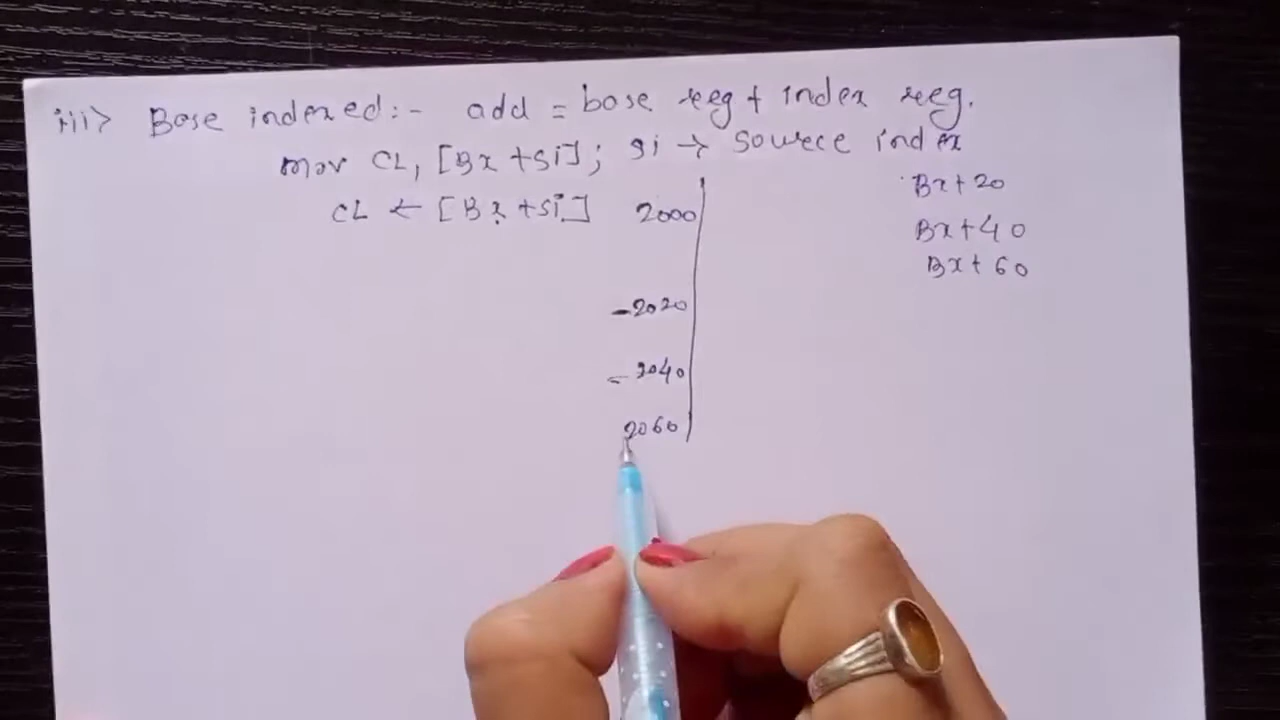 iii> Base indexed:- add = base reg + index reg.
mov CL, [Bx+Si]; Si → Source index
CL ← [Bx+Si]
2000
-2020
=2040
2060
Bx+20
Bx+40
Bx+60